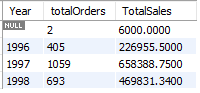 Year totalOrders TotalSales
NULL 2 6000.0000
1996 405 226955.5000
1997 1059 658388.7500
1998 693 469831.3400